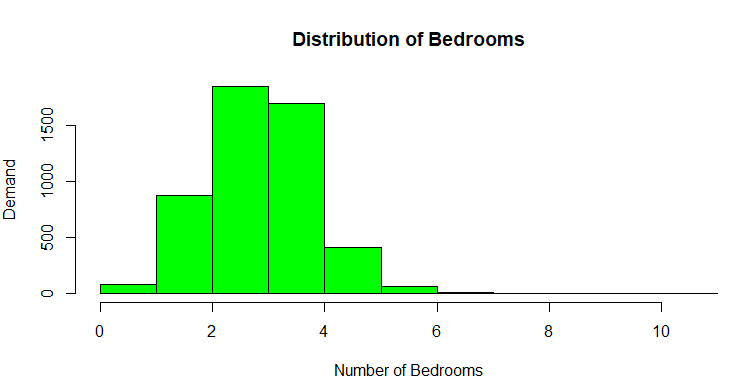 Distribution of Bedrooms
Demand
1500
1000
500
0
0 2 4 6 8 10
Number of Bedrooms